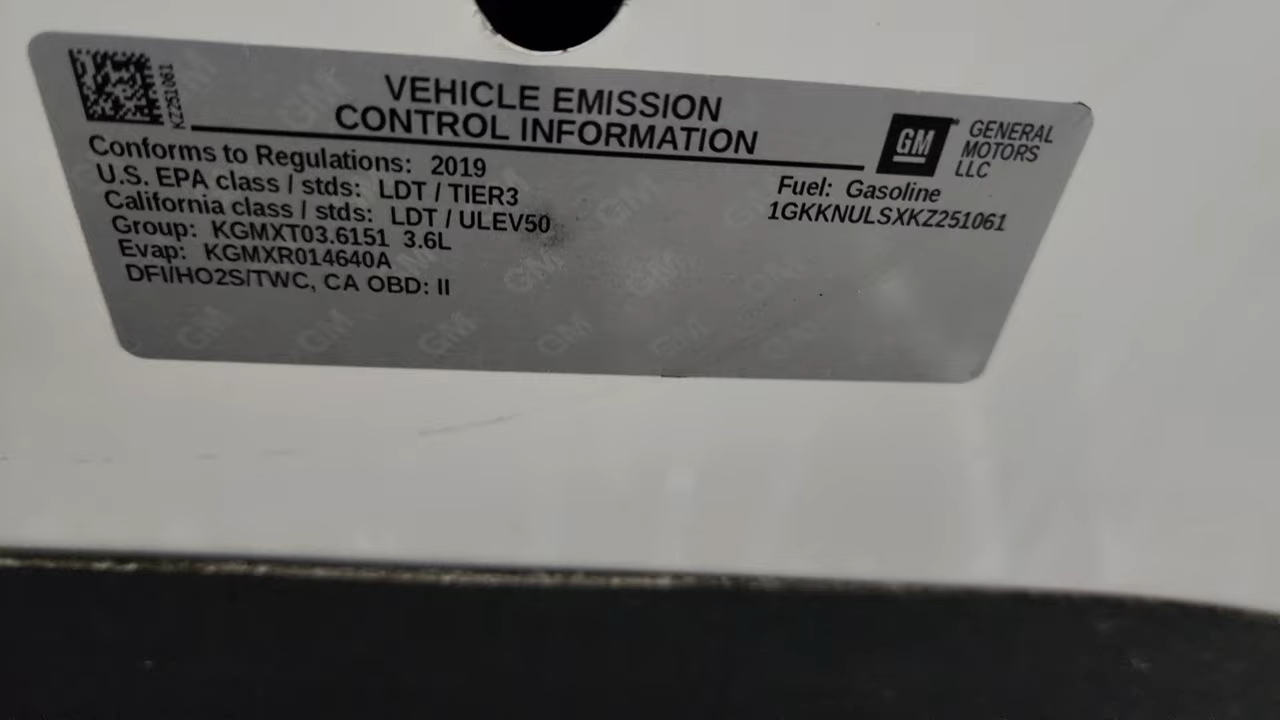 KZ251061
VEHICLE EMISSION
CONTROL INFORMATION
GM
GENERAL
MOTORS
LLC
Conforms to Regulations: 2019
U.S. EPA class / stds: LDT / TIER3
California class / stds: LDT / ULEV50
Group: KGMXT03.6151 3.6L
Evap: KGMXR014640A
DFI/HO2S/TWC, CA OBD: II
Fuel: Gasoline
1GKKNULSXKZ251061